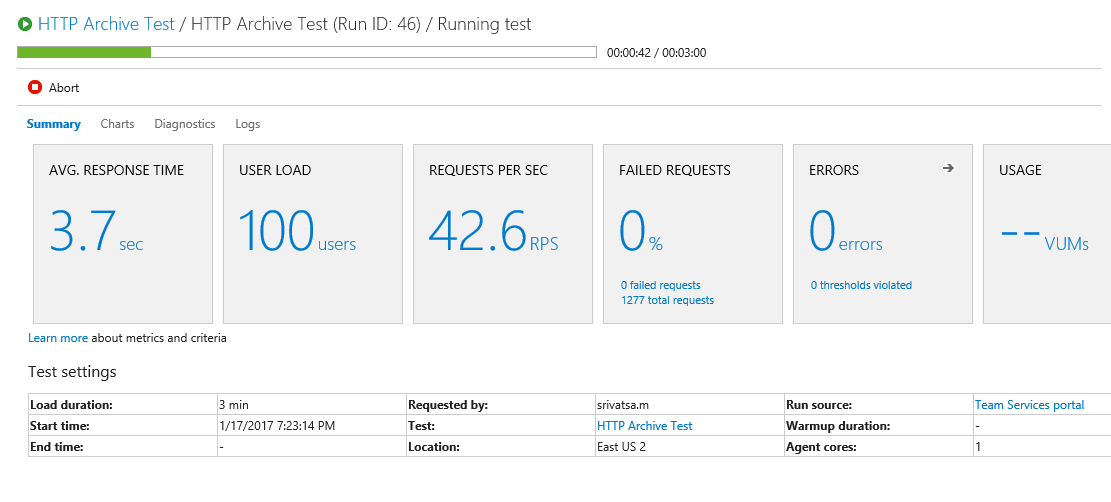 HTTP Archive Test / HTTP Archive Test (Run ID: 46) / Running test
00:00:42 / 00:03:00
Abort
Summary Charts Diagnostics Logs
AVG. RESPONSE TIME USER LOAD REQUESTS PER SEC FAILED REQUESTS ERRORS USAGE
3.7 sec 100 users 42.6 RPS 0 % 0 errors -- VUMs
0 failed requests 0 thresholds violated
1277 total requests
Learn more about metrics and criteria
Test settings
Load duration: 3 min Requested by: srivatsa.m Run source: Team Services portal
Start time: 1/17/2017 7:23:14 PM Test: HTTP Archive Test Warmup duration: -
End time: - Location: East US 2 Agent cores: 1